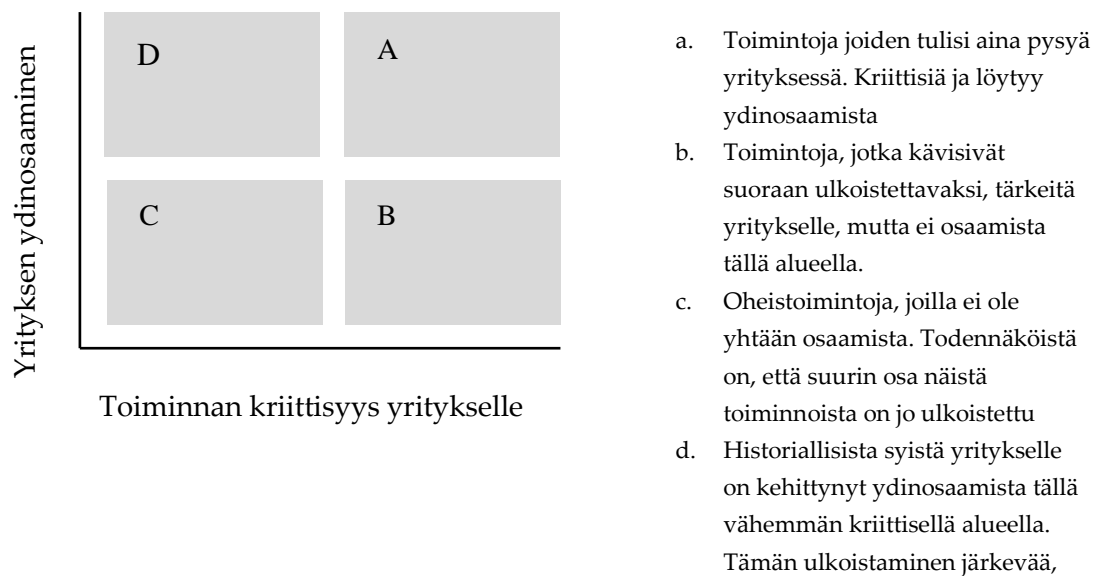 Yrityksen ydinosaaminen
D
A
C
B
Toiminnan kriittisyys yritykselle
a. Toimintoja joiden tulisi aina pysyä
yrityksessä. Kriittisiä ja löytyy
ydinosaamista
b. Toimintoja, jotka kävisivät
suoraan ulkoistettavaksi, tärkeitä
yritykselle, mutta ei osaamista
tällä alueella.
c. Oheistoimintoja, joilla ei ole
yhtään osaamista. Todennäköistä
on, että suurin osa näistä
toiminnoista on jo ulkoistettu
d. Historiallisista syistä yritykselle
on kehittynyt ydinosaamista tällä
vähemmän kriittisellä alueella.
Tämän ulkoistaminen järkevää,